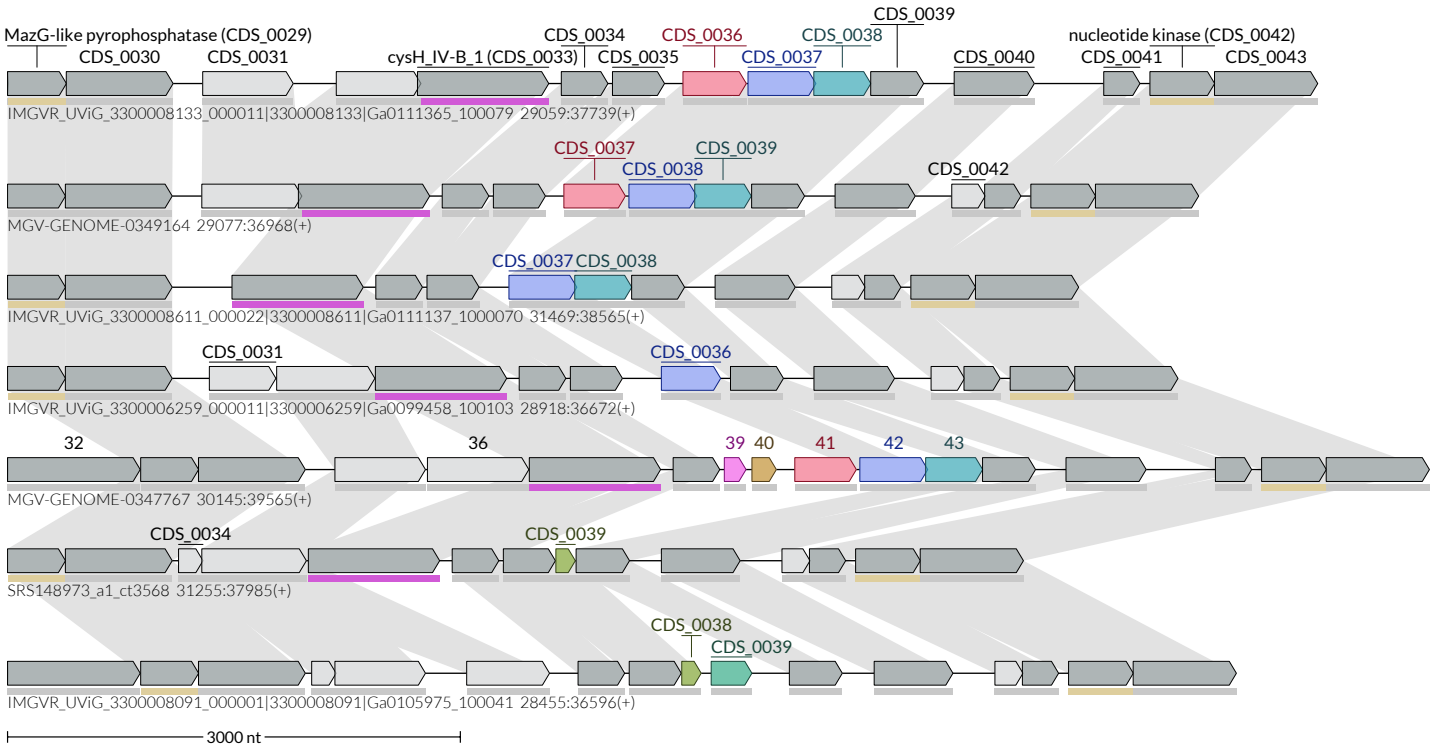 CDS_0039
CDS_0034 CDS_0036 CDS_0038
MazG-like pyrophosphatase (CDS_0029) nucleotide kinase (CDS_0042)
CDS_0030 CDS_0031 cysH_IV-B_1 (CDS_0033) CDS_0035 CDS_0037 CDS_0040 CDS_0041 CDS_0043
IMGVR_UViG_3300008133_000011|3300008133|Ga0111365_100079 29059:37739(+)
CDS_0037 CDS_0039
CDS_0038 CDS_0042
MGV-GENOME-0349164 29077:36968(+)
CDS_0037 CDS_0038
IMGVR_UViG_3300008611_000022|3300008611|Ga0111137_1000070 31469:38565(+)
CDS_0031 CDS_0036
IMGVR_UViG_3300006259_000011|3300006259|Ga0099458_100103 28918:36672(+)
32 36 39 40 41 42 43
MGV-GENOME-0347767 30145:39565(+)
CDS_0034 CDS_0039
SRS148973_a1_ct3568 31255:37985(+)
CDS_0038
CDS_0039
IMGVR_UViG_3300008091_000001|3300008091|Ga0105975_100041 28455:36596(+)
3000 nt